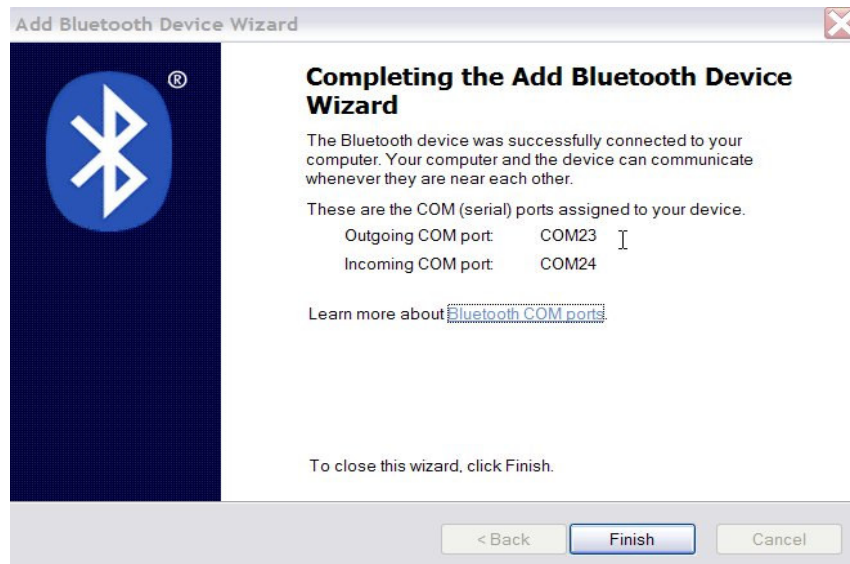 Add Bluetooth Device Wizard
®
Completing the Add Bluetooth Device
Wizard
The Bluetooth device was successfully connected to your
computer. Your computer and the device can communicate
whenever they are near each other.
These are the COM (serial) ports assigned to your device.
Outgoing COM port: COM23
Incoming COM port: COM24
Learn more about Bluetooth COM ports.
To close this wizard, click Finish.
< Back Finish Cancel